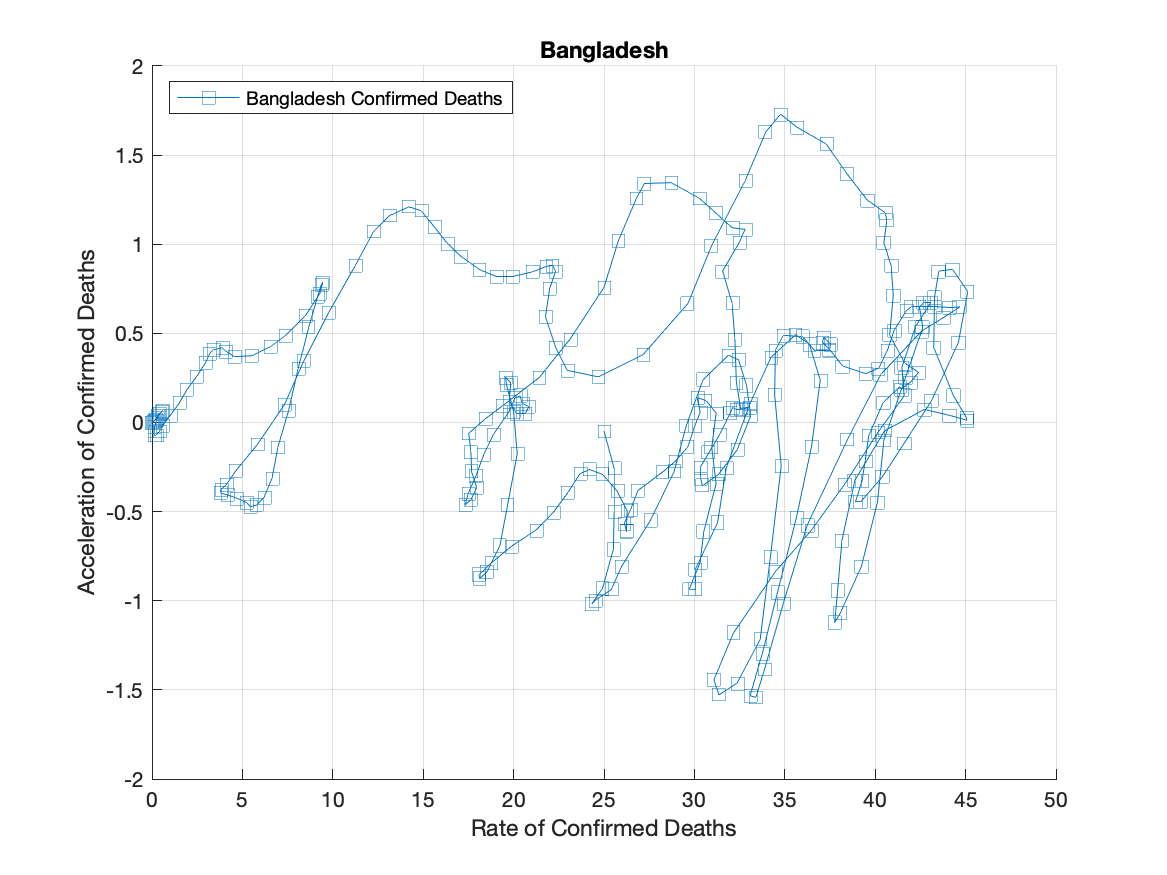 Bangladesh
Bangladesh Confirmed Deaths
2
1.5
1
0.5
0
-0.5
-1
-1.5
-2
Acceleration of Confirmed Deaths
0 5 10 15 20 25 30 35 40 45 50
Rate of Confirmed Deaths